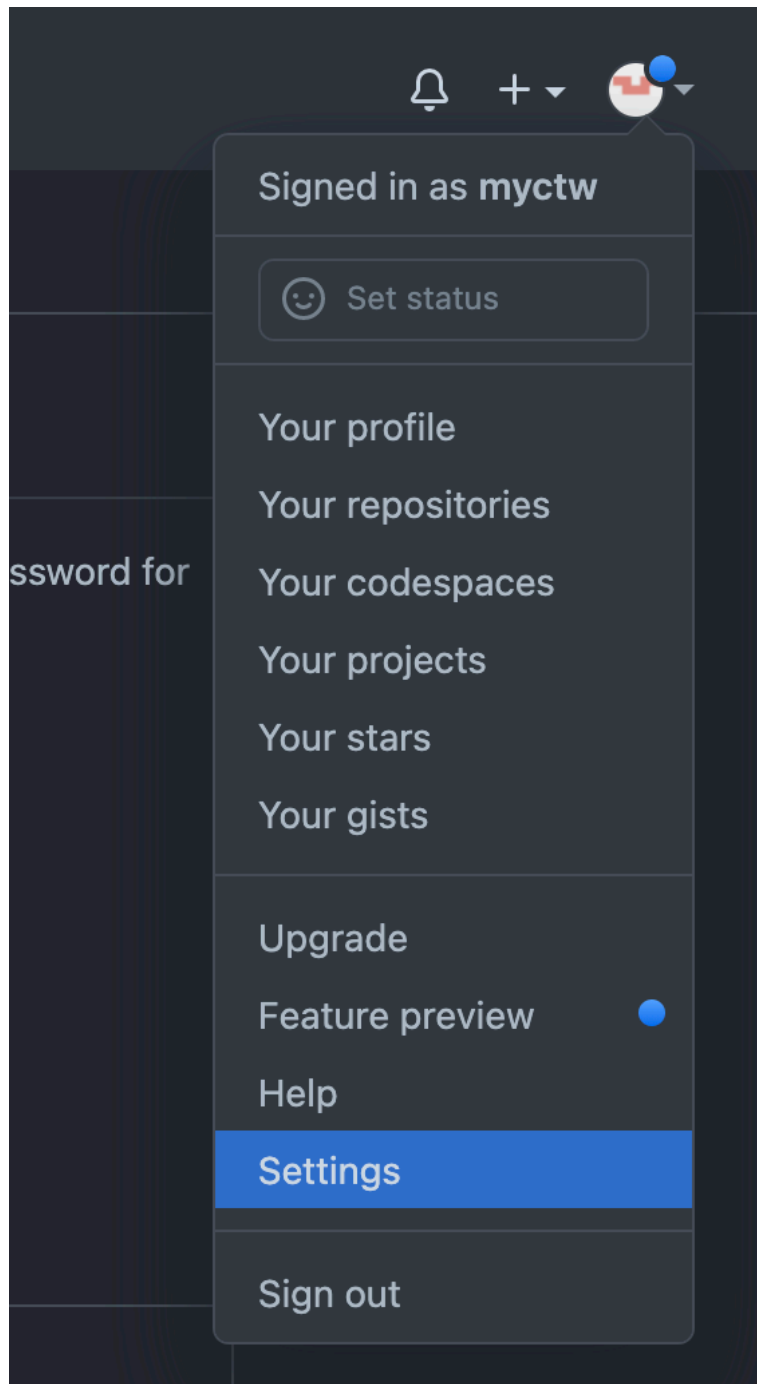 Signed in as myctw
Set status
Your profile
Your repositories
ssword for
Your codespaces
Your projects
Your stars
Your gists
Upgrade
Feature preview
Help
Settings
Sign out